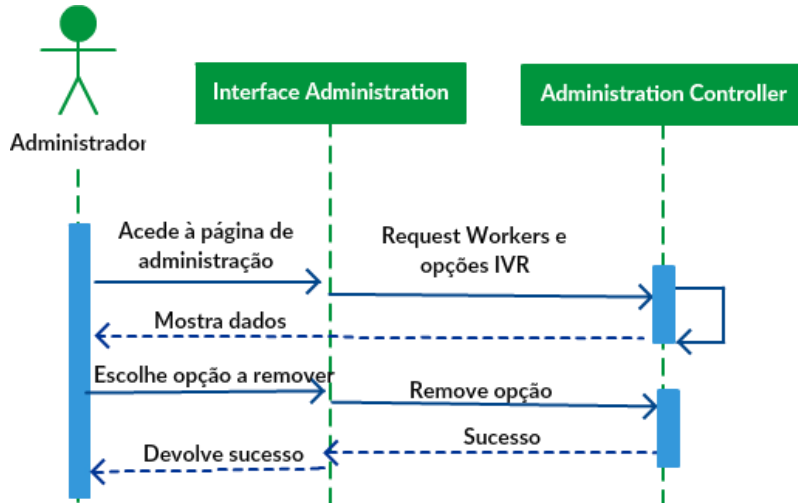 Interface Administration
Administration Controller
Administrador
Acede à página de
administração
Request Workers e
opções IVR
Mostra dados
Escolhe opção a remover
Remove opção
Sucesso
Devolve sucesso